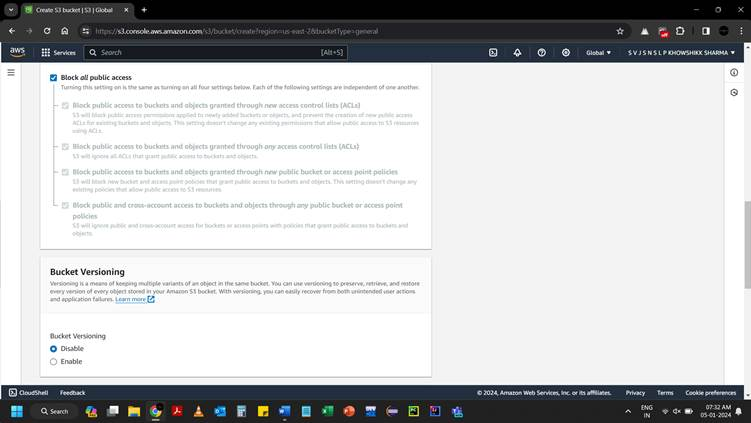 Create S3 bucket | S3 | Global
https://s3.console.aws.amazon.com/s3/bucket/create?region=us-east-2&bucketType=general
aws
Services
Search
[Alt+S]
Global
S V J S N S L P KHOWSHIKK SHARMA
Block all public access
Turning this setting on is the same as turning on all four settings below. Each of the following settings are independent of one another.
Block public access to buckets and objects granted through new access control lists (ACLs)
S3 will block public access permissions applied to newly added buckets or objects, and prevent the creation of new public access
ACLs for existing buckets and objects. This setting doesn't change any existing permissions that allow public access to S3 resources
using ACLs.
Block public access to buckets and objects granted through any access control lists (ACLs)
S3 will ignore all ACLs that grant public access to buckets and objects.
Block public access to buckets and objects granted through new public bucket or access point policies
S3 will block new bucket and access point policies that grant public access to buckets and objects. This setting doesn't change any
existing policies that allow public access to S3 resources.
Block public and cross-account access to buckets and objects through any public bucket or access point
policies
S3 will ignore public and cross-account access for buckets or access points with policies that grant public access to buckets and
objects.
Bucket Versioning
Versioning is a means of keeping multiple variants of an object in the same bucket. You can use versioning to preserve, retrieve, and restore
every version of every object stored in your Amazon S3 bucket. With versioning, you can easily recover from both unintended user actions
and application failures. Learn more
Bucket Versioning
Disable
Enable
CloudShell
Feedback
© 2024, Amazon Web Services, Inc. or its affiliates.
Privacy
Terms
Cookie preferences
Search
ENG
IN
07:32 AM
05-01-2024